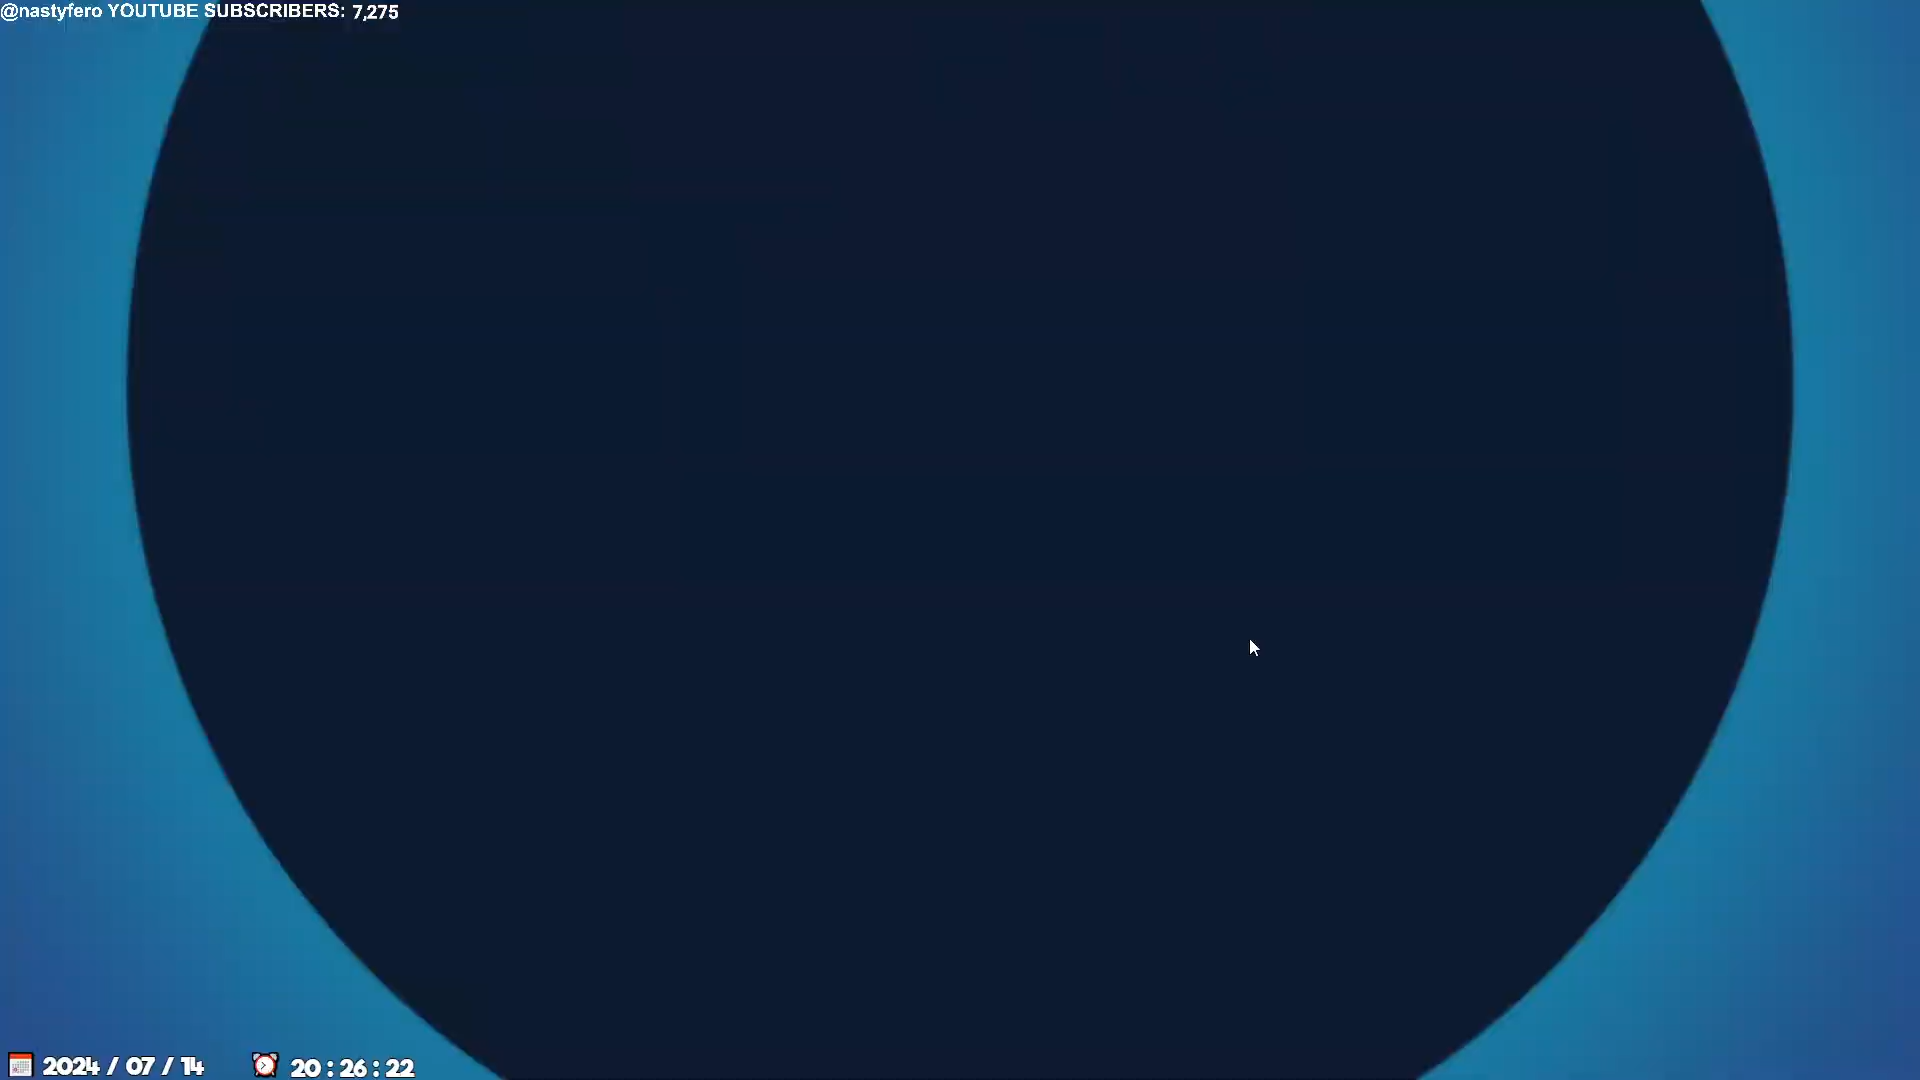 @nastyfero YOUTUBE SUBSCRIBERS: 7,275
2024 / 07 / 14 20 : 26 : 22